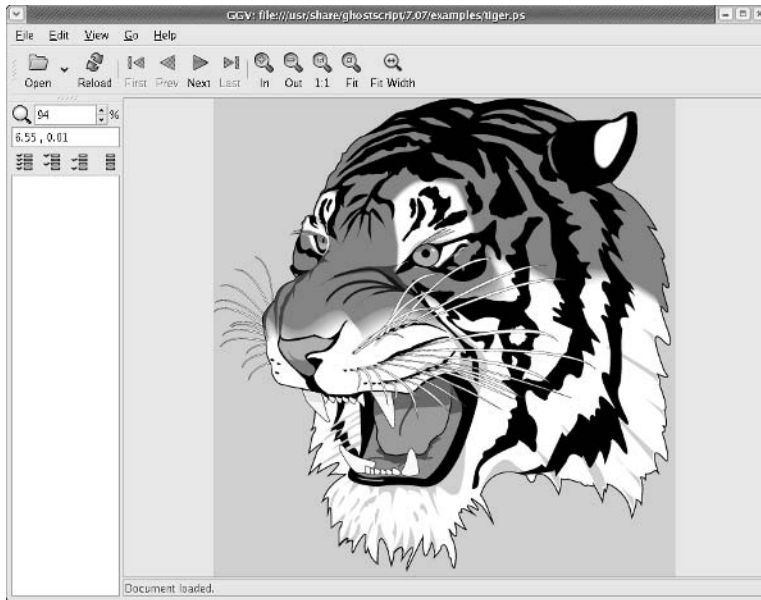 GGV: file:///usr/share/ghostscript/7.07/examples/tiger.ps
File Edit View Go Help
Open Reload First Prev Next Last In Out 1:1 Fit Fit Width
94 %
6.55 , 0.01
Document loaded.